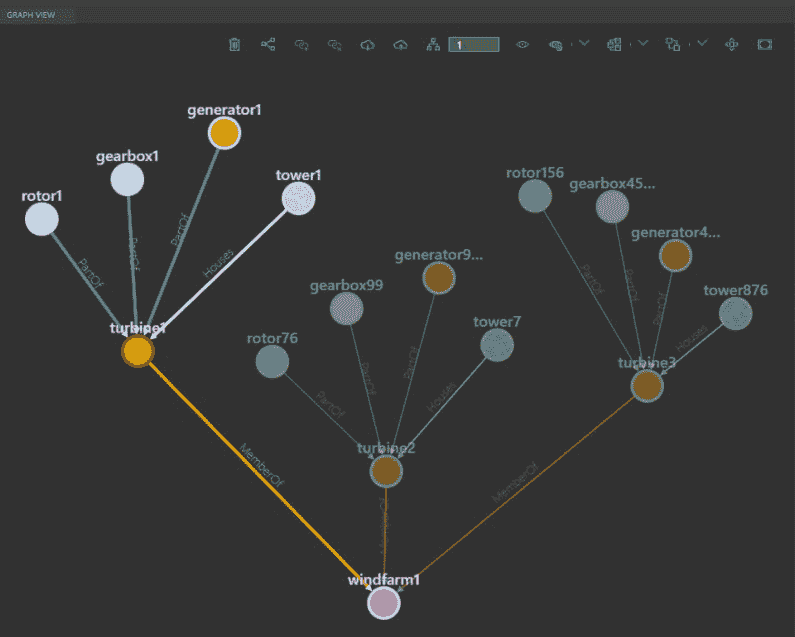 GRAPH VIEW
1
generator1
gearbox1
tower1
rotor1
PartOf
PartOf
PartOf
Houses
turbine1
rotor156
gearbox45...
generator4...
tower876
PartOf
PartOf
PartOf
Houses
turbine3
generator9...
gearbox99
tower7
rotor76
PartOf
PartOf
PartOf
Houses
turbine2
MemberOf
MemberOf
MemberOf
windfarm1